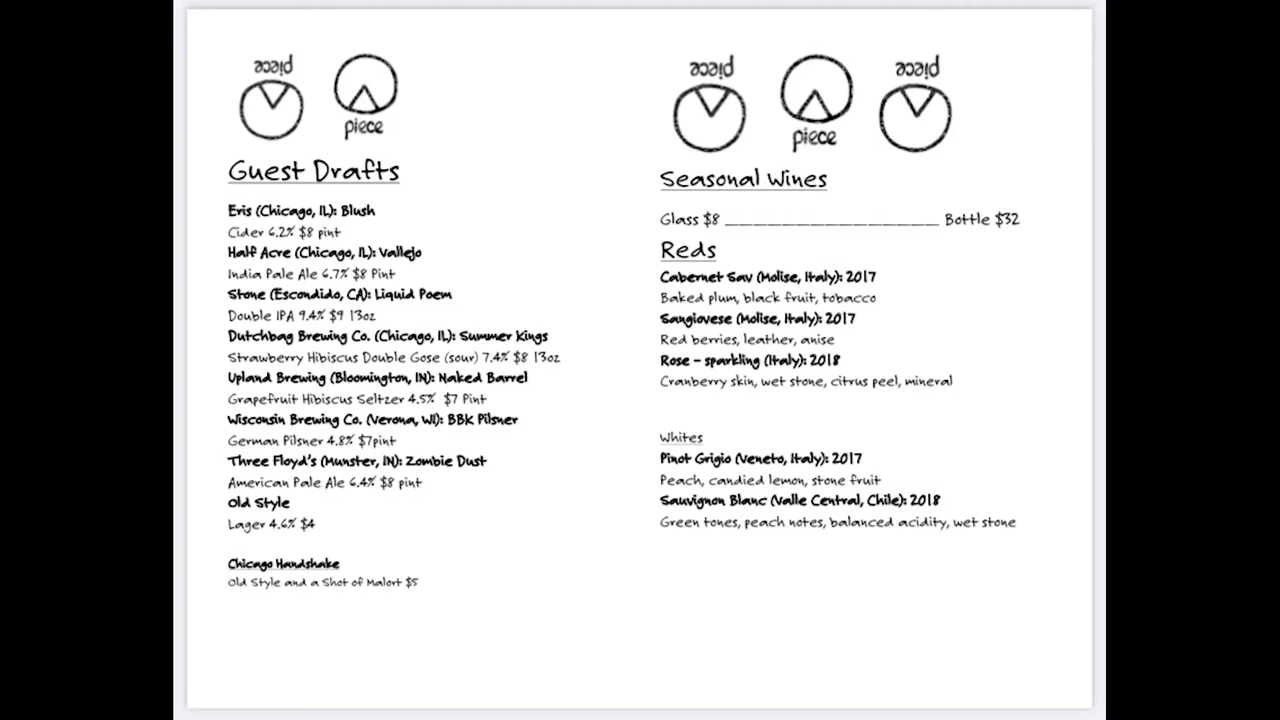 piece
piece
Guest Drafts
Eris (Chicago, IL): Blush
Cider 6.2% $8 pint
Half Acre (Chicago, IL): Vallejo
India Pale Ale 6.7% $8 Pint
Stone (Escondido, CA): Liquid Poem
Double IPA 9.4% $9 13oz
Dutchbag Brewing Co. (Chicago, IL): Summer Kings
Strawberry Hibiscus Double Gose (sour) 7.4% $8 13oz
Upland Brewing (Bloomington, IN): Naked Barrel
Grapefruit Hibiscus Seltzer 4.5% $7 Pint
Wisconsin Brewing Co. (Verona, WI): BBK Pilsner
German Pilsner 4.8% $7pint
Three Floyd's (Munster, IN): Zombie Dust
American Pale Ale 6.4% $8 pint
Old Style
Lager 4.6% $4
Chicago Handshake
Old Style and a Shot of Malort $5
piece
piece
piece
Seasonal Wines
Glass $8 ______________________________ Bottle $32
Reds
Cabernet Sav (Molise, Italy): 2017
Baked plum, black fruit, tobacco
Sangiovese (Molise, Italy): 2017
Red berries, leather, anise
Rose – sparkling (Italy): 2018
Cranberry skin, wet stone, citrus peel, mineral
Whites
Pinot Grigio (Veneto, Italy): 2017
Peach, candied lemon, stone fruit
Sauvignon Blanc (Valle Central, Chile): 2018
Green tones, peach notes, balanced acidity, wet stone